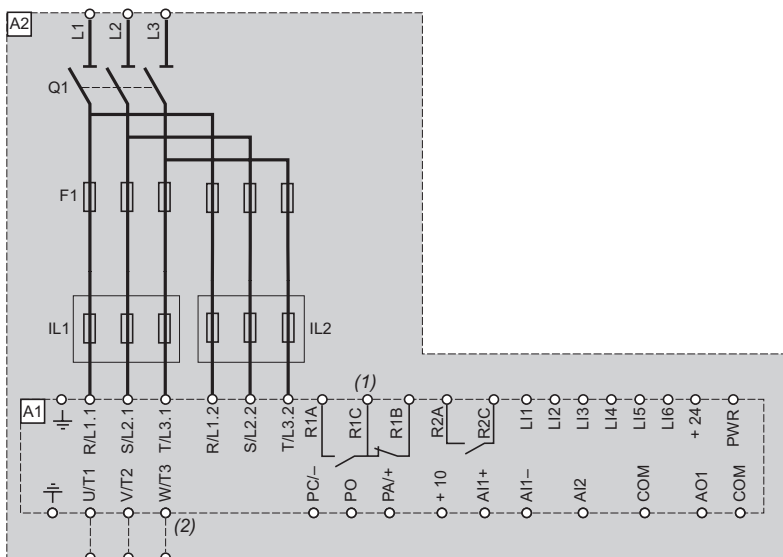 A2
L1 L2 L3
Q1
F1
IL1 IL2
(1)
A1
R/L1.1 S/L2.1 T/L3.1 R/L1.2 S/L2.2 T/L3.2 R1A R1C R1B R2A R2C LI1 LI2 LI3 LI4 LI5 LI6 + 24 PWR
U/T1 V/T2 W/T3 PC/– PO PA/+ + 10 AI1+ AI1– AI2 COM AO1 COM
(2)